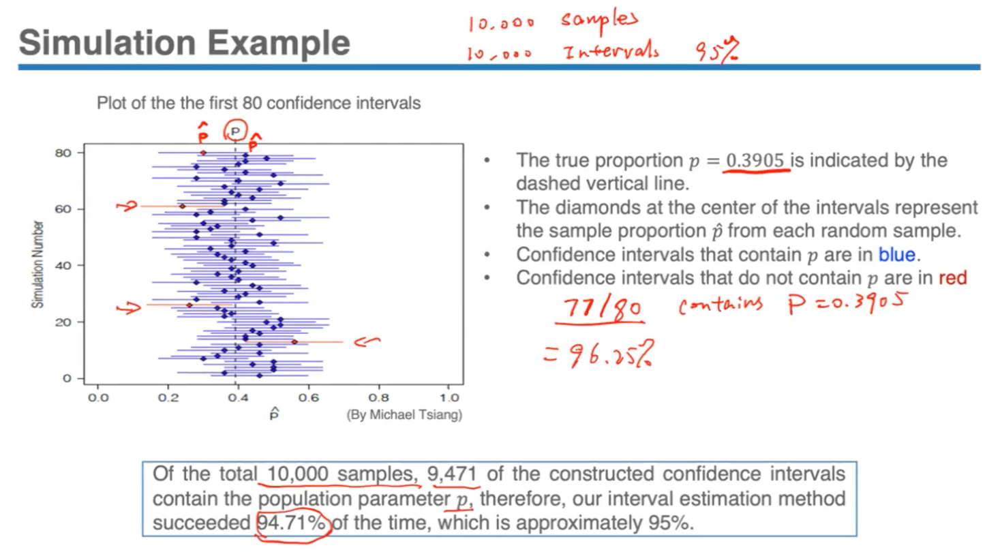 10,000 samples
Simulation Example
10,000 Intervals 95%
Plot of the the first 80 confidence intervals
p̂ p p̂
80
60
40
20
0
Simulation Number
0.0 0.2 0.4 0.6 0.8 1.0
p̂
(By Michael Tsiang)
• The true proportion p = 0.3905 is indicated by the
dashed vertical line.
• The diamonds at the center of the intervals represent
the sample proportion p̂ from each random sample.
• Confidence intervals that contain p are in blue.
• Confidence intervals that do not contain p are in red
77/80 contains P = 0.3905
= 96.25%
Of the total 10,000 samples, 9,471 of the constructed confidence intervals
contain the population parameter p, therefore, our interval estimation method
succeeded 94.71% of the time, which is approximately 95%.